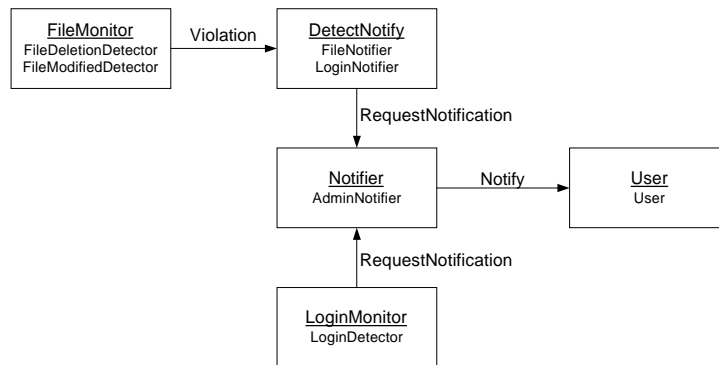 FileMonitor
FileDeletionDetector
FileModifiedDetector
Violation
DetectNotify
FileNotifier
LoginNotifier
RequestNotification
Notifier
AdminNotifier
Notify
User
User
RequestNotification
LoginMonitor
LoginDetector